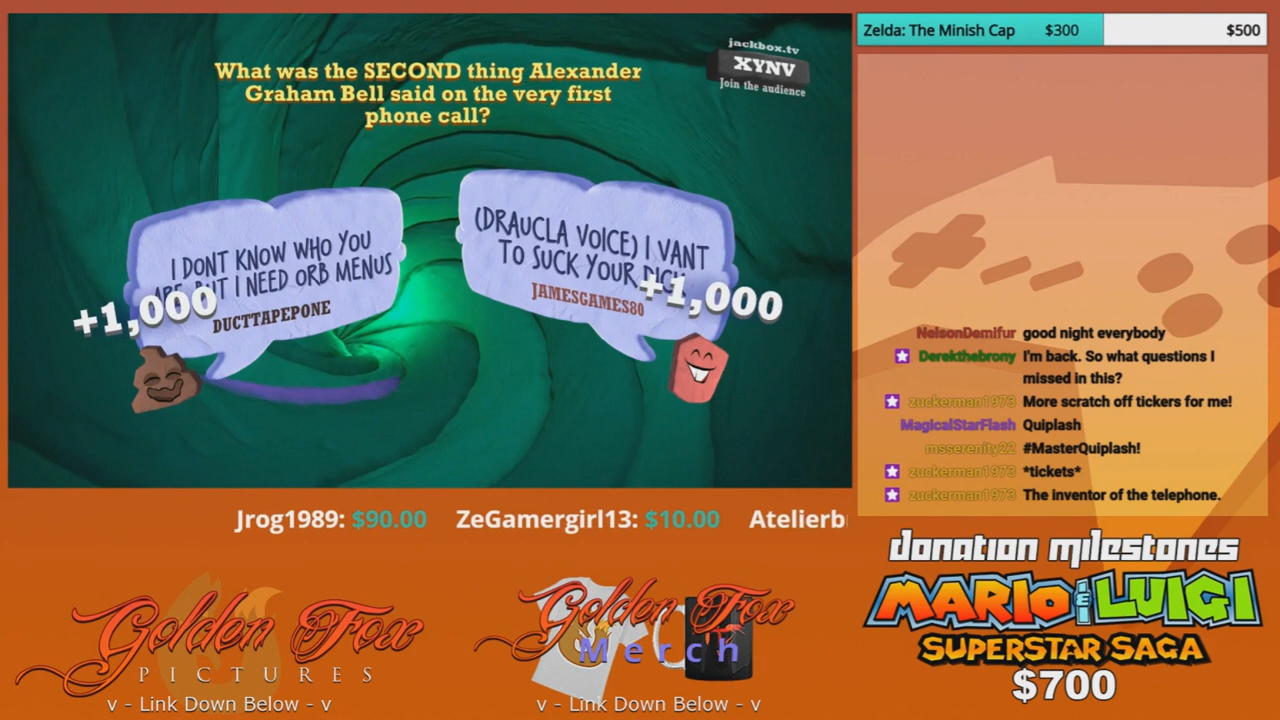 What was the SECOND thing Alexander
Graham Bell said on the very first
phone call?
jackbox.tv
XYNV
Join the audience
I DONT KNOW WHO YOU
BUT I NEED ORB MENUS
+1,000
DUCTTAPEPONE
(DRAUCLA VOICE) I VANT
TO SUCK YOUR
+1,000
JAMESGAMES80
Zelda: The Minish Cap $300 $500
NelsonDemifur good night everybody
Derekthebrony I'm back. So what questions I
missed in this?
zuckerman1973 More scratch off tickers for me!
MagicalStarFlash Quiplash
msserenity22 #MasterQuiplash!
zuckerman1973 *tickets*
zuckerman1973 The inventor of the telephone.
Jrog1989: $90.00 ZeGamergirl13: $10.00 Atelierb
Golden Fox
PICTURES
v - Link Down Below - v
Golden Fox
Merch
v - Link Down Below - v
donation milestones
MARIO & LUIGI
SUPERSTAR SAGA
$700